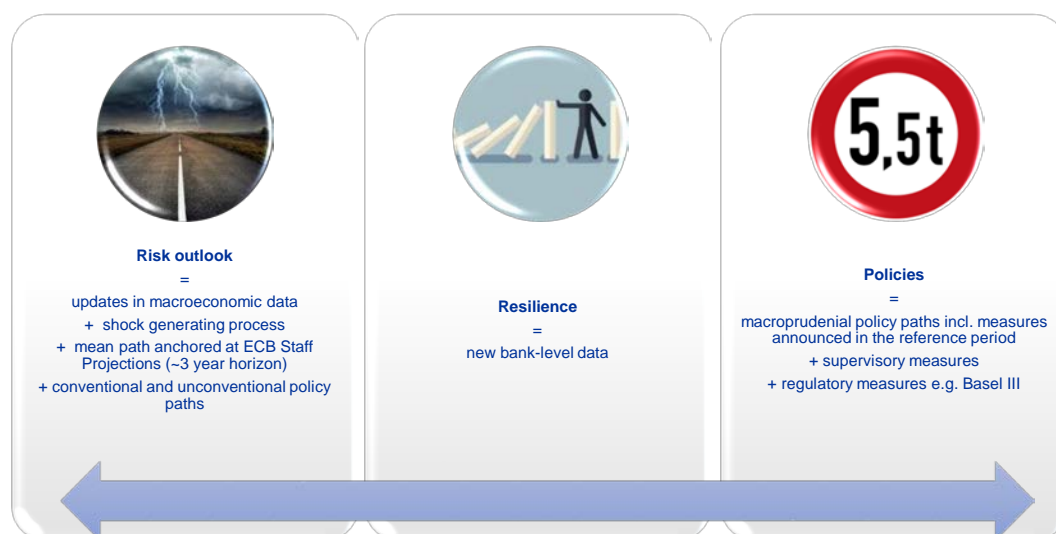 Risk outlook
=
updates in macroeconomic data
+ shock generating process
+ mean path anchored at ECB Staff
Projections (~3 year horizon)
+ conventional and unconventional policy
paths
Resilience
=
new bank-level data
5,5t
Policies
=
macroprudential policy paths incl. measures
announced in the reference period
+ supervisory measures
+ regulatory measures e.g. Basel III